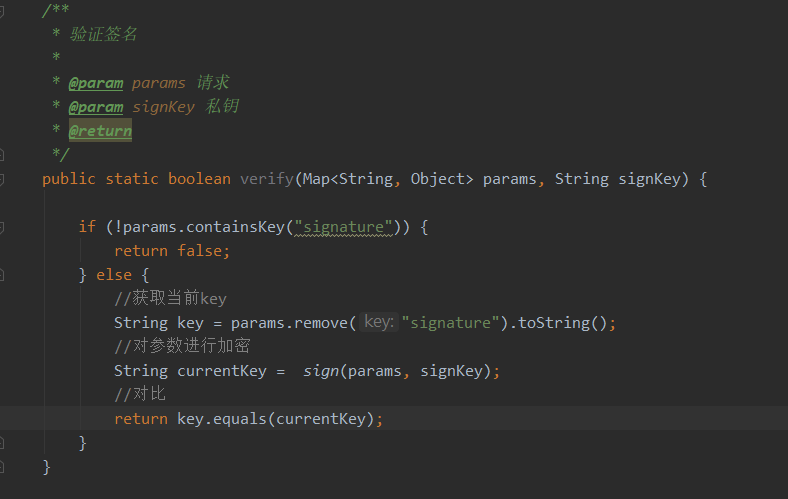 /**
 * 验证签名
 *
 * @param params 请求
 * @param signKey 私钥
 * @return
 */
public static boolean verify(Map<String, Object> params, String signKey) {
if (!params.containsKey("signature")) {
return false;
} else {
//获取当前key
String key = params.remove( key: "signature").toString();
//对参数进行加密
String currentKey =  sign(params, signKey);
//对比
return key.equals(currentKey);
}
}